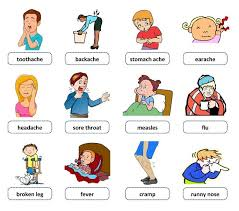 toothache
backache
stomach ache
earache
headache
sore throat
measles
flu
broken leg
fever
cramp
runny nose